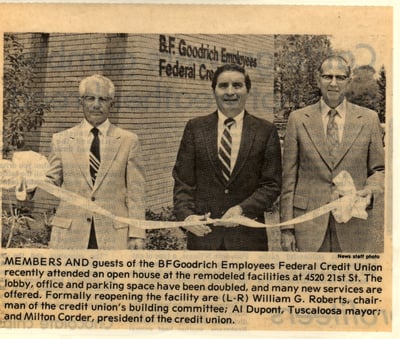 B.F. Goodrich Employees
Federal Credit
News staff photo
MEMBERS AND guests of the BFGoodrich Employees Federal Credit Union
recently attended an open house at the remodeled facilities at 4520 21st St. The
lobby, office and parking space have been doubled, and many new services are
offered. Formally reopening the facility are (L-R) William G. Roberts, chair-
man of the credit union's building committee; Al Dupont, Tuscaloosa mayor;
and Milton Corder, president of the credit union.